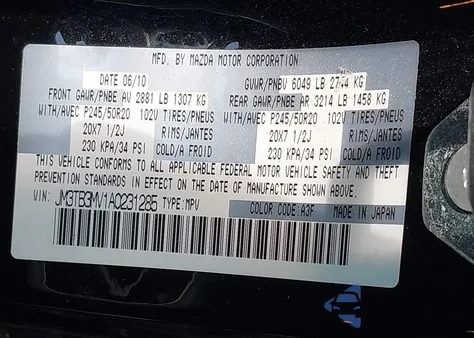 MFD. BY MAZDA MOTOR CORPORATION
DATE 06/10 GVWR/PNBV 6049 LB 2744 KG
FRONT GAWR/PNBE AV 2881 LB 1307 KG REAR GAWR/PNBE AR 3214 LB 1458 KG
WITH/AVEC P245/50R20 102V TIRES/PNEUS WITH/AVEC P245/50R20 102V TIRES/PNEUS
20X7 1/2J RIMS/JANTES 20X7 1/2J RIMS/JANTES
230 KPA/34 PSI COLD/A FROID 230 KPA/34 PSI COLD/A FROID
THIS VEHICLE CONFORMS TO ALL APPLICABLE FEDERAL MOTOR VEHICLE SAFETY AND THEFT
PREVENTION STANDARDS IN EFFECT ON THE DATE OF MANUFACTURE SHOWN ABOVE.
VIN: JM3TB3MV1A0231285 TYPE:MPV COLOR CODE:A3F MADE IN JAPAN